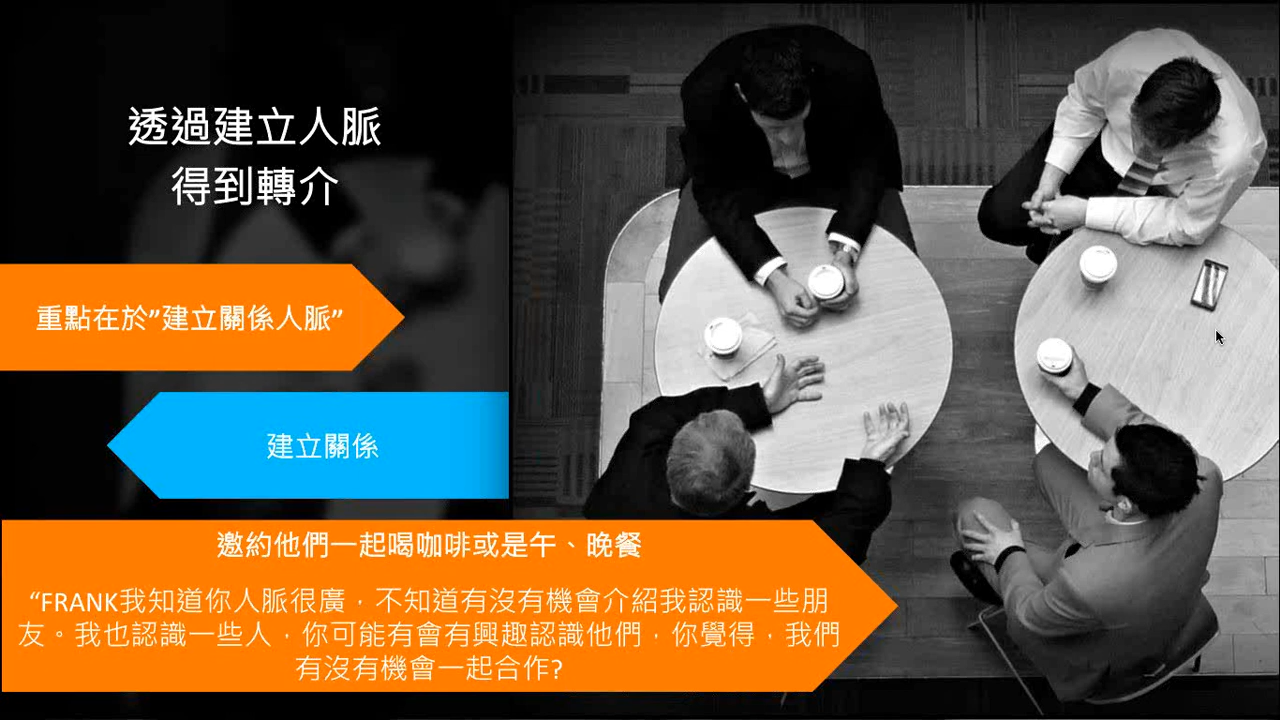 透過建立人脈
得到轉介
重點在於”建立關係人脈”
建立關係
邀約他們一起喝咖啡或是午、晚餐
“FRANK我知道你人脈很廣，不知道有沒有機會介紹我認識一些朋
友。我也認識一些人，你可能有會有興趣認識他們，你覺得，我們
有沒有機會一起合作?